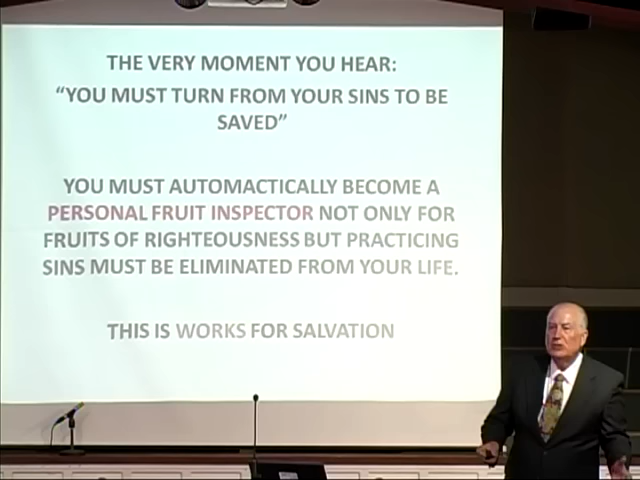 THE VERY MOMENT YOU HEAR:
“YOU MUST TURN FROM YOUR SINS TO BE
SAVED”
YOU MUST AUTOMACTICALLY BECOME A
PERSONAL FRUIT INSPECTOR NOT ONLY FOR
FRUITS OF RIGHTEOUSNESS BUT PRACTICING
SINS MUST BE ELIMINATED FROM YOUR LIFE.
THIS IS WORKS FOR SALVATION